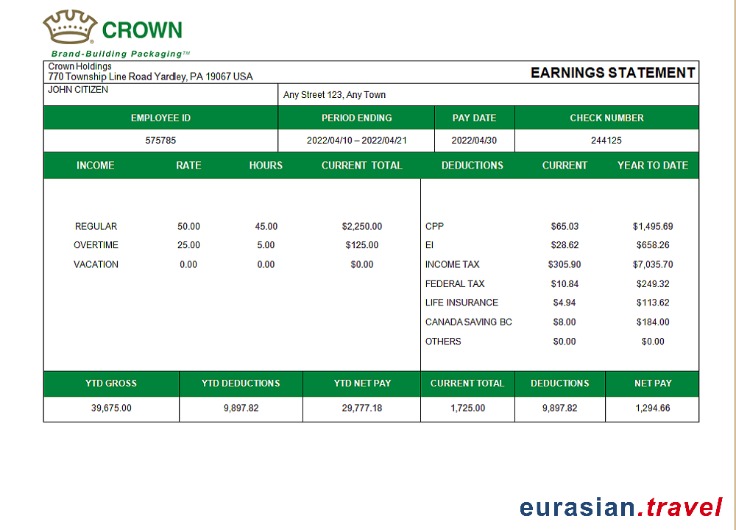 CROWN
Brand-Building Packaging™
Crown Holdings
770 Township Line Road Yardley, PA 19067 USA
EARNINGS STATEMENT
JOHN CITIZEN
Any Street 123, Any Town
EMPLOYEE ID PERIOD ENDING PAY DATE CHECK NUMBER
575785 2022/04/10 – 2022/04/21 2022/04/30 244125
INCOME RATE HOURS CURRENT TOTAL DEDUCTIONS CURRENT YEAR TO DATE
REGULAR 50.00 45.00 $2,250.00 CPP $65.03 $1,495.69
OVERTIME 25.00 5.00 $125.00 EI $28.62 $658.26
VACATION 0.00 0.00 $0.00 INCOME TAX $305.90 $7,035.70
FEDERAL TAX $10.84 $249.32
LIFE INSURANCE $4.94 $113.62
CANADA SAVING BC $8.00 $184.00
OTHERS $0.00 $0.00
YTD GROSS YTD DEDUCTIONS YTD NET PAY CURRENT TOTAL DEDUCTIONS NET PAY
39,675.00 9,897.82 29,777.18 1,725.00 9,897.82 1,294.66
eurasian.travel